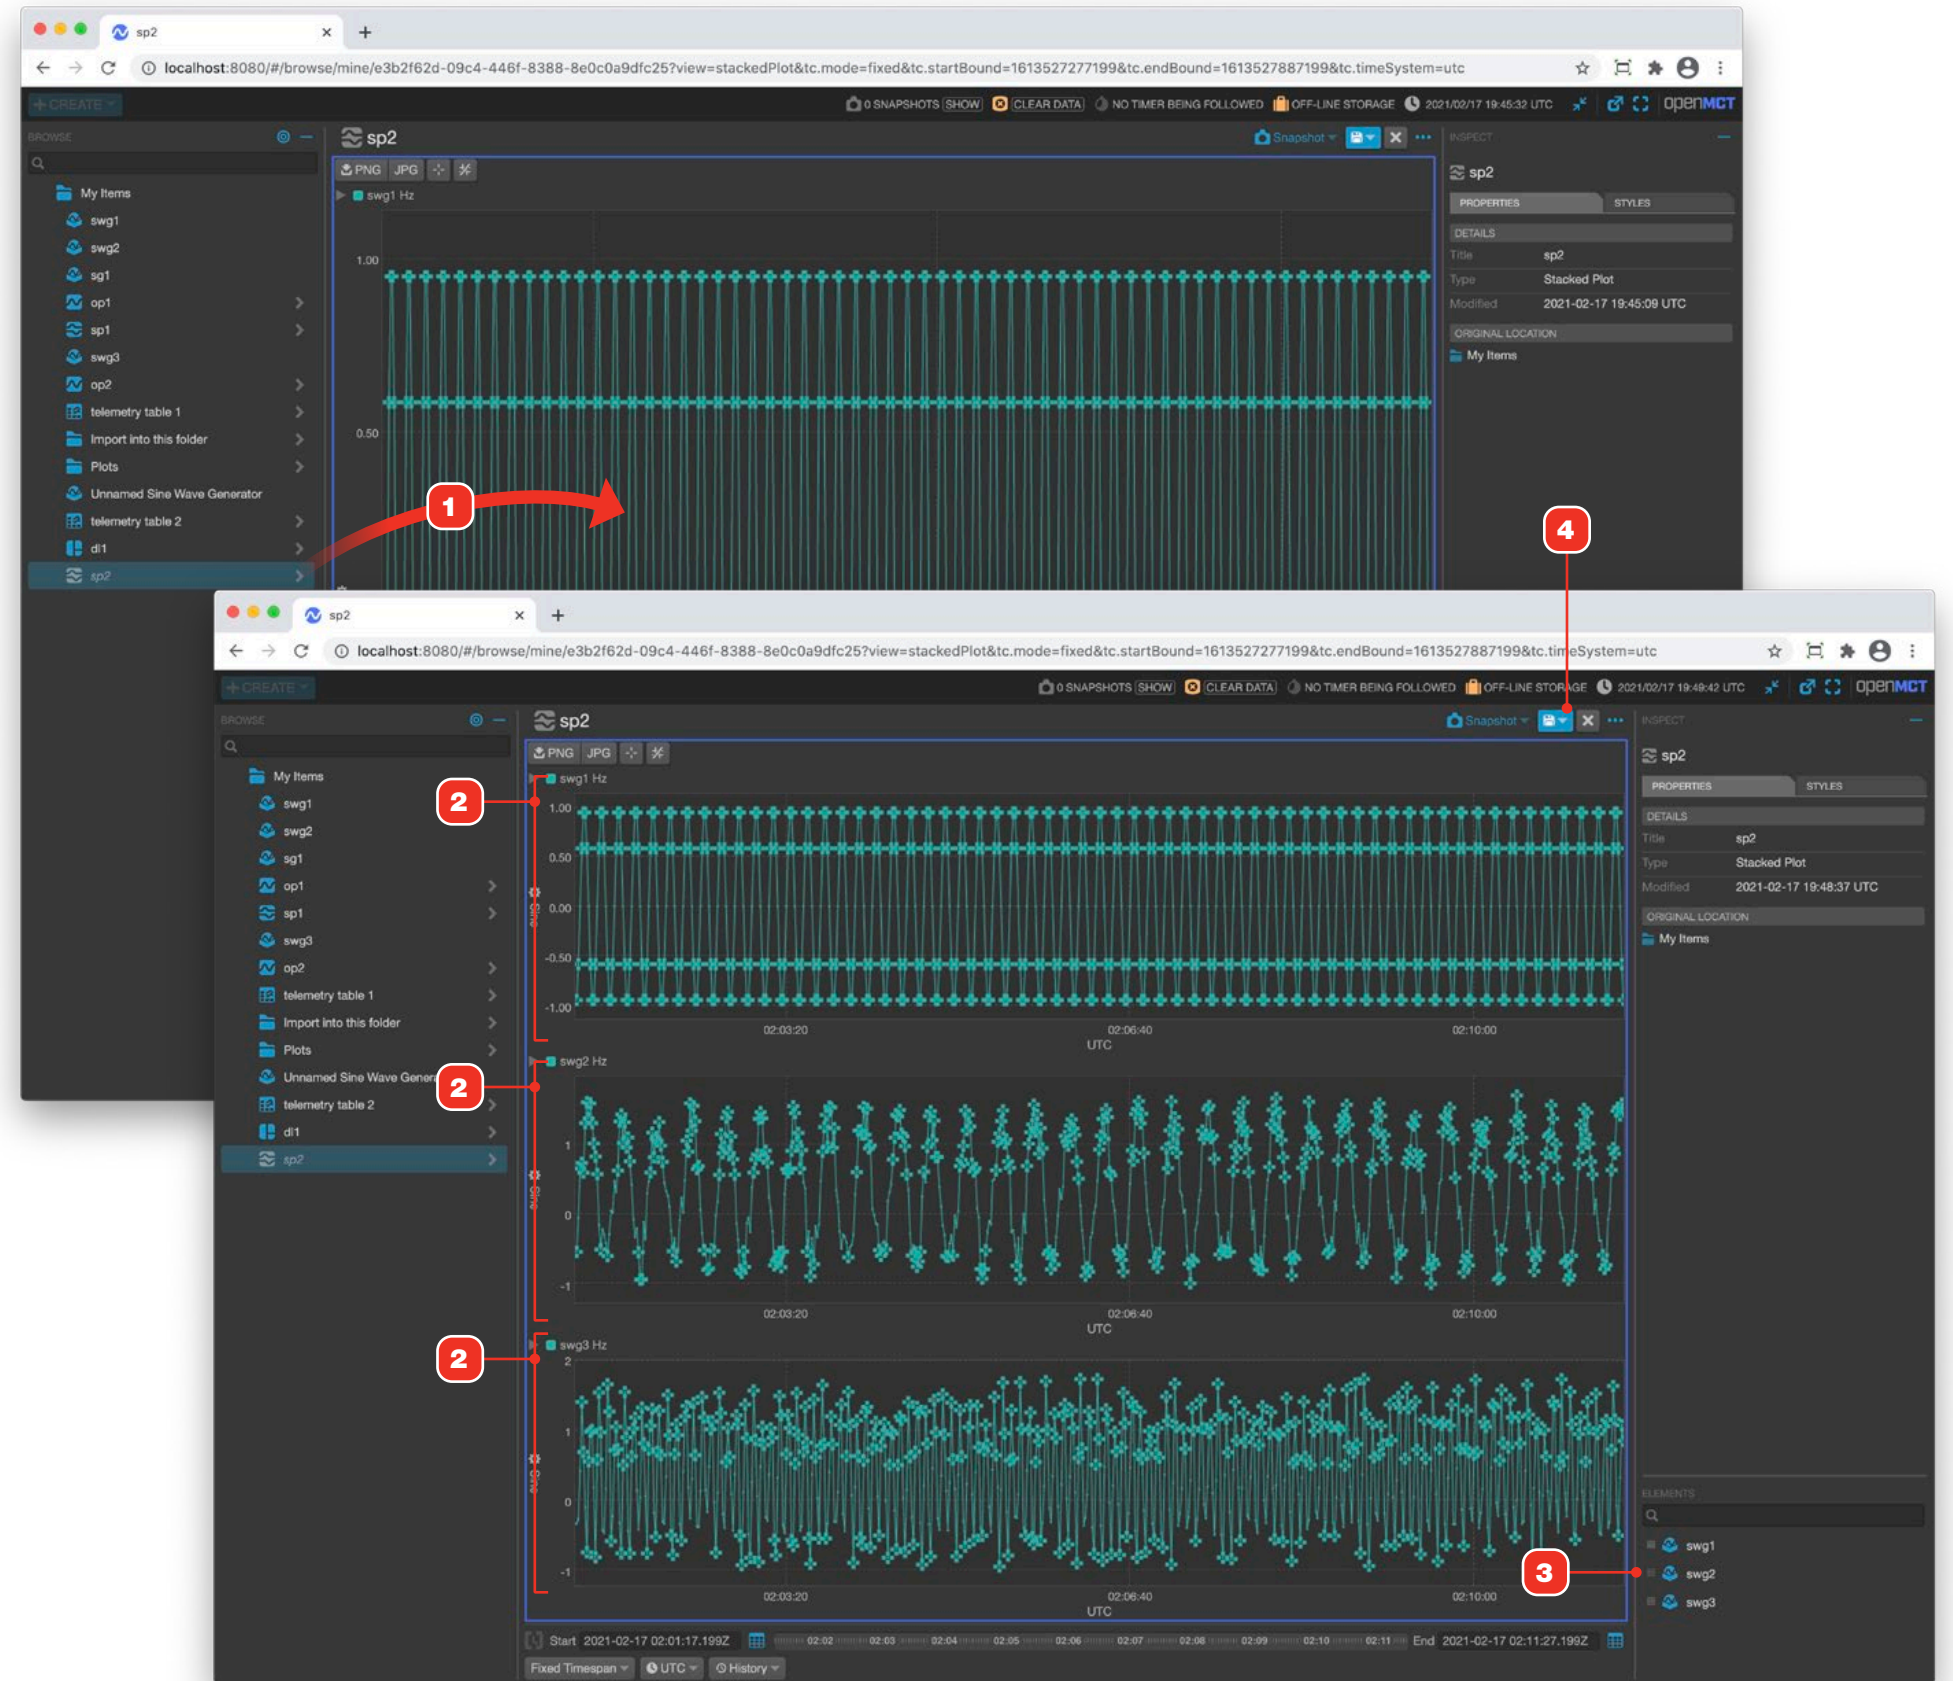 sp2
localhost:8080/#/browse/mine/e3b2f62d-09c4-446f-8388-8e0c0a9dfc25?view=stackedPlot&tc.mode=fixed&tc.startBound=1613527277199&tc.endBound=1613527887199&tc.timeSystem=utc
+ CREATE
0 SNAPSHOTS SHOW CLEAR DATA NO TIMER BEING FOLLOWED OFF-LINE STORAGE 2021/02/17 19:45:32 UTC openMCT
BROWSE
My Items
swg1
swg2
sg1
op1
sp1
swg3
op2
telemetry table 1
Import into this folder
Plots
Unnamed Sine Wave Generator
telemetry table 2
dl1
sp2
sp2
Snapshot
PNG JPG
swg1 Hz
1.00
0.50
1
INSPECT
sp2
PROPERTIES STYLES
DETAILS
Title sp2
Type Stacked Plot
Modified 2021-02-17 19:45:09 UTC
ORIGINAL LOCATION
My Items
4
sp2
localhost:8080/#/browse/mine/e3b2f62d-09c4-446f-8388-8e0c0a9dfc25?view=stackedPlot&tc.mode=fixed&tc.startBound=1613527277199&tc.endBound=1613527887199&tc.timeSystem=utc
+ CREATE
0 SNAPSHOTS SHOW CLEAR DATA NO TIMER BEING FOLLOWED OFF-LINE STORAGE 2021/02/17 19:49:42 UTC openMCT
BROWSE
My Items
swg1
swg2
sg1
op1
sp1
swg3
op2
telemetry table 1
Import into this folder
Plots
Unnamed Sine Wave Gener
telemetry table 2
dl1
sp2
sp2
Snapshot
PNG JPG
2
swg1 Hz
1.00
0.50
0.00
-0.50
-1.00
Sine
02:03:20 02:06:40 02:10:00
UTC
2
swg2 Hz
1
0
-1
Sine
02:03:20 02:06:40 02:10:00
UTC
2
swg3 Hz
2
1
0
-1
Sine
02:03:20 02:06:40 02:10:00
UTC
Start 2021-02-17 02:01:17.199Z 02:02 02:03 02:04 02:05 02:06 02:07 02:08 02:09 02:10 02:11 End 2021-02-17 02:11:27.199Z
Fixed Timespan UTC History
INSPECT
sp2
PROPERTIES STYLES
DETAILS
Title sp2
Type Stacked Plot
Modified 2021-02-17 19:48:37 UTC
ORIGINAL LOCATION
My Items
ELEMENTS
swg1
3
swg2
swg3